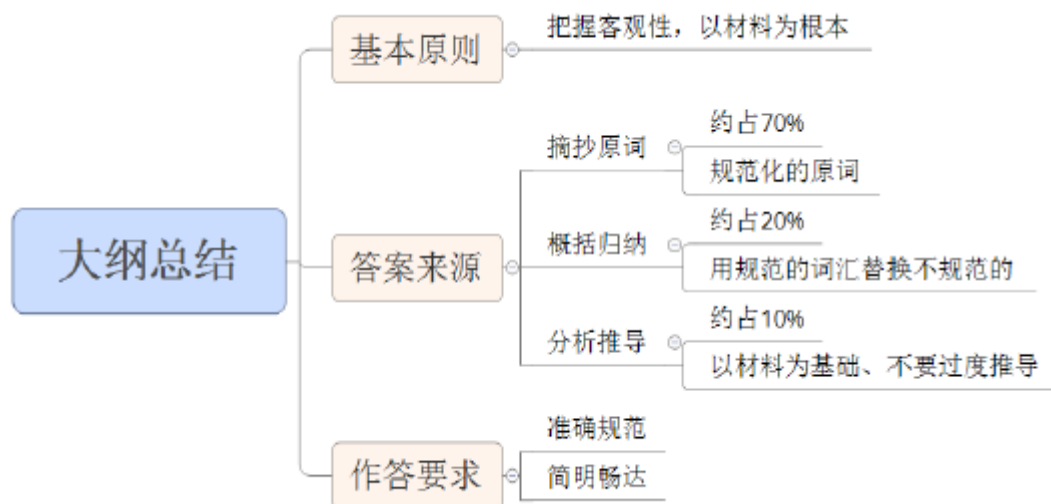 大纲总结
基本原则
把握客观性，以材料为根本
答案来源
摘抄原词
约占70%
规范化的原词
概括归纳
约占20%
用规范的词汇替换不规范的
分析推导
约占10%
以材料为基础、不要过度推导
作答要求
准确规范
简明畅达